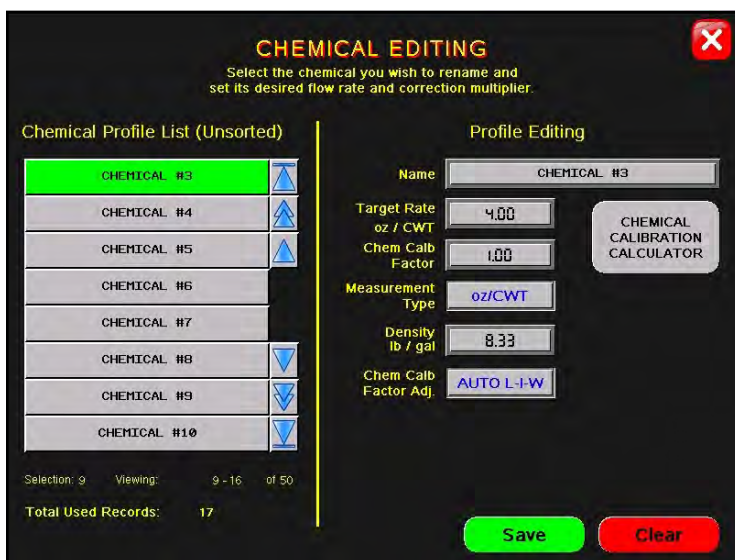 CHEMICAL EDITING
Select the chemical you wish to rename and
set its desired flow rate and correction multiplier.
Chemical Profile List (Unsorted)
CHEMICAL #3
CHEMICAL #4
CHEMICAL #5
CHEMICAL #6
CHEMICAL #7
CHEMICAL #8
CHEMICAL #9
CHEMICAL #10
Selection: 9 Viewing: 9 - 16 of 50
Total Used Records: 17
Profile Editing
Name CHEMICAL #3
Target Rate
oz / CWT
4.00
Chem Calb
Factor
1.00
CHEMICAL
CALIBRATION
CALCULATOR
Measurement
Type
oz/CWT
Density
lb / gal
8.33
Chem Calb
Factor Adj.
AUTO L-I-W
Save
Clear